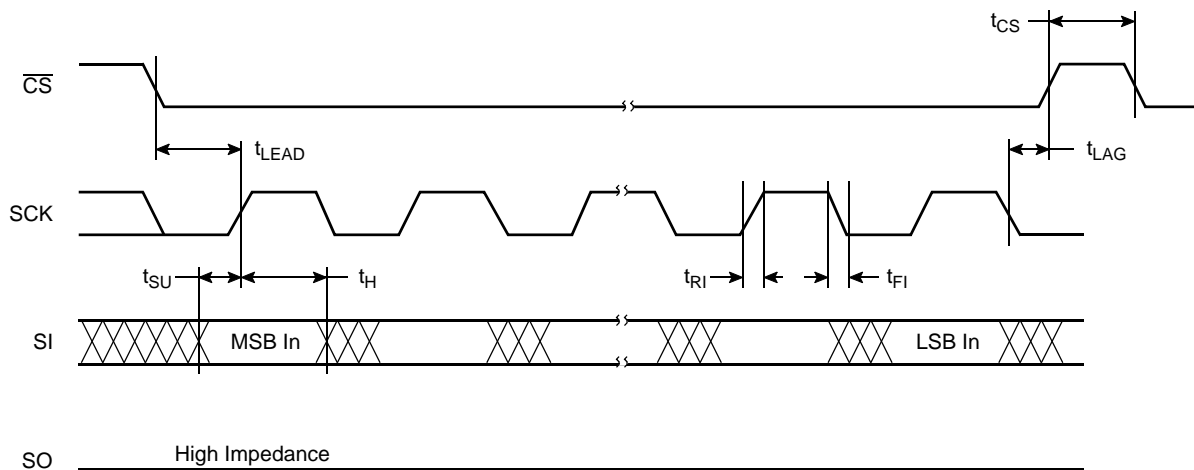 tCS
CS
tLEAD
tLAG
SCK
tSU
tH
tRI
tFI
SI
MSB In
LSB In
High Impedance
SO